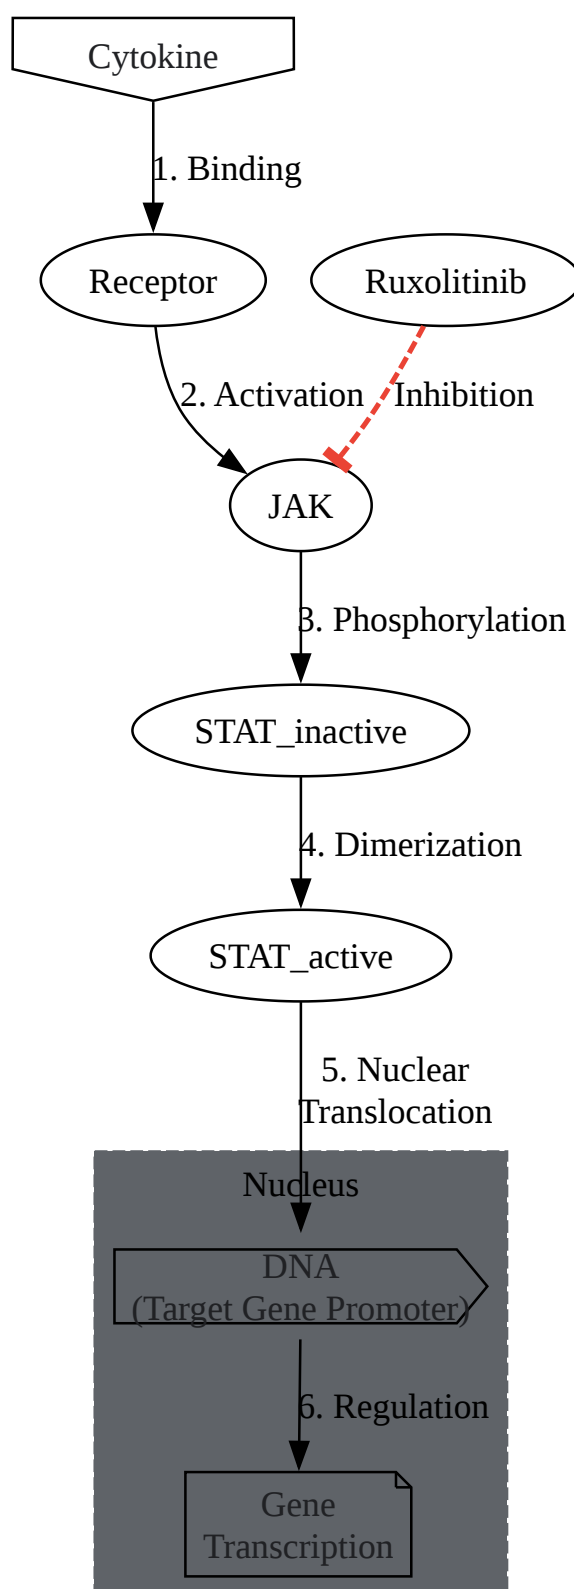 Cytokine
1. Binding
Receptor
Ruxolitinib
2. Activation
Inhibition
JAK
3. Phosphorylation
STAT_inactive
4. Dimerization
STAT_active
5. Nuclear
Translocation
Nucleus
DNA
(Target Gene Promoter)
6. Regulation
Gene
Transcription